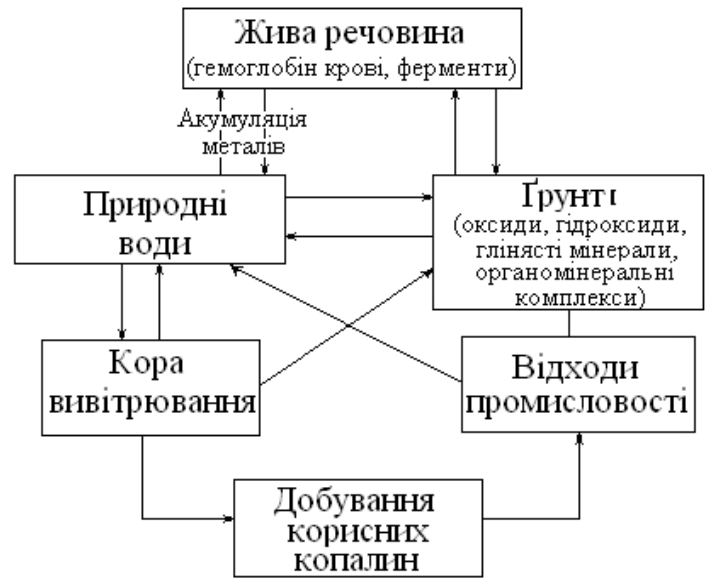 Жива речовина
(гемоглобін крові, ферменти)
Акумуляція
металів
Природні
води
Ґрунти
(оксиди, гідроксиди,
глінясті мінерали,
органомінеральні
комплекси)
Кора
вивітрювання
Відходи
промисловості
Добування
корисних
копалин